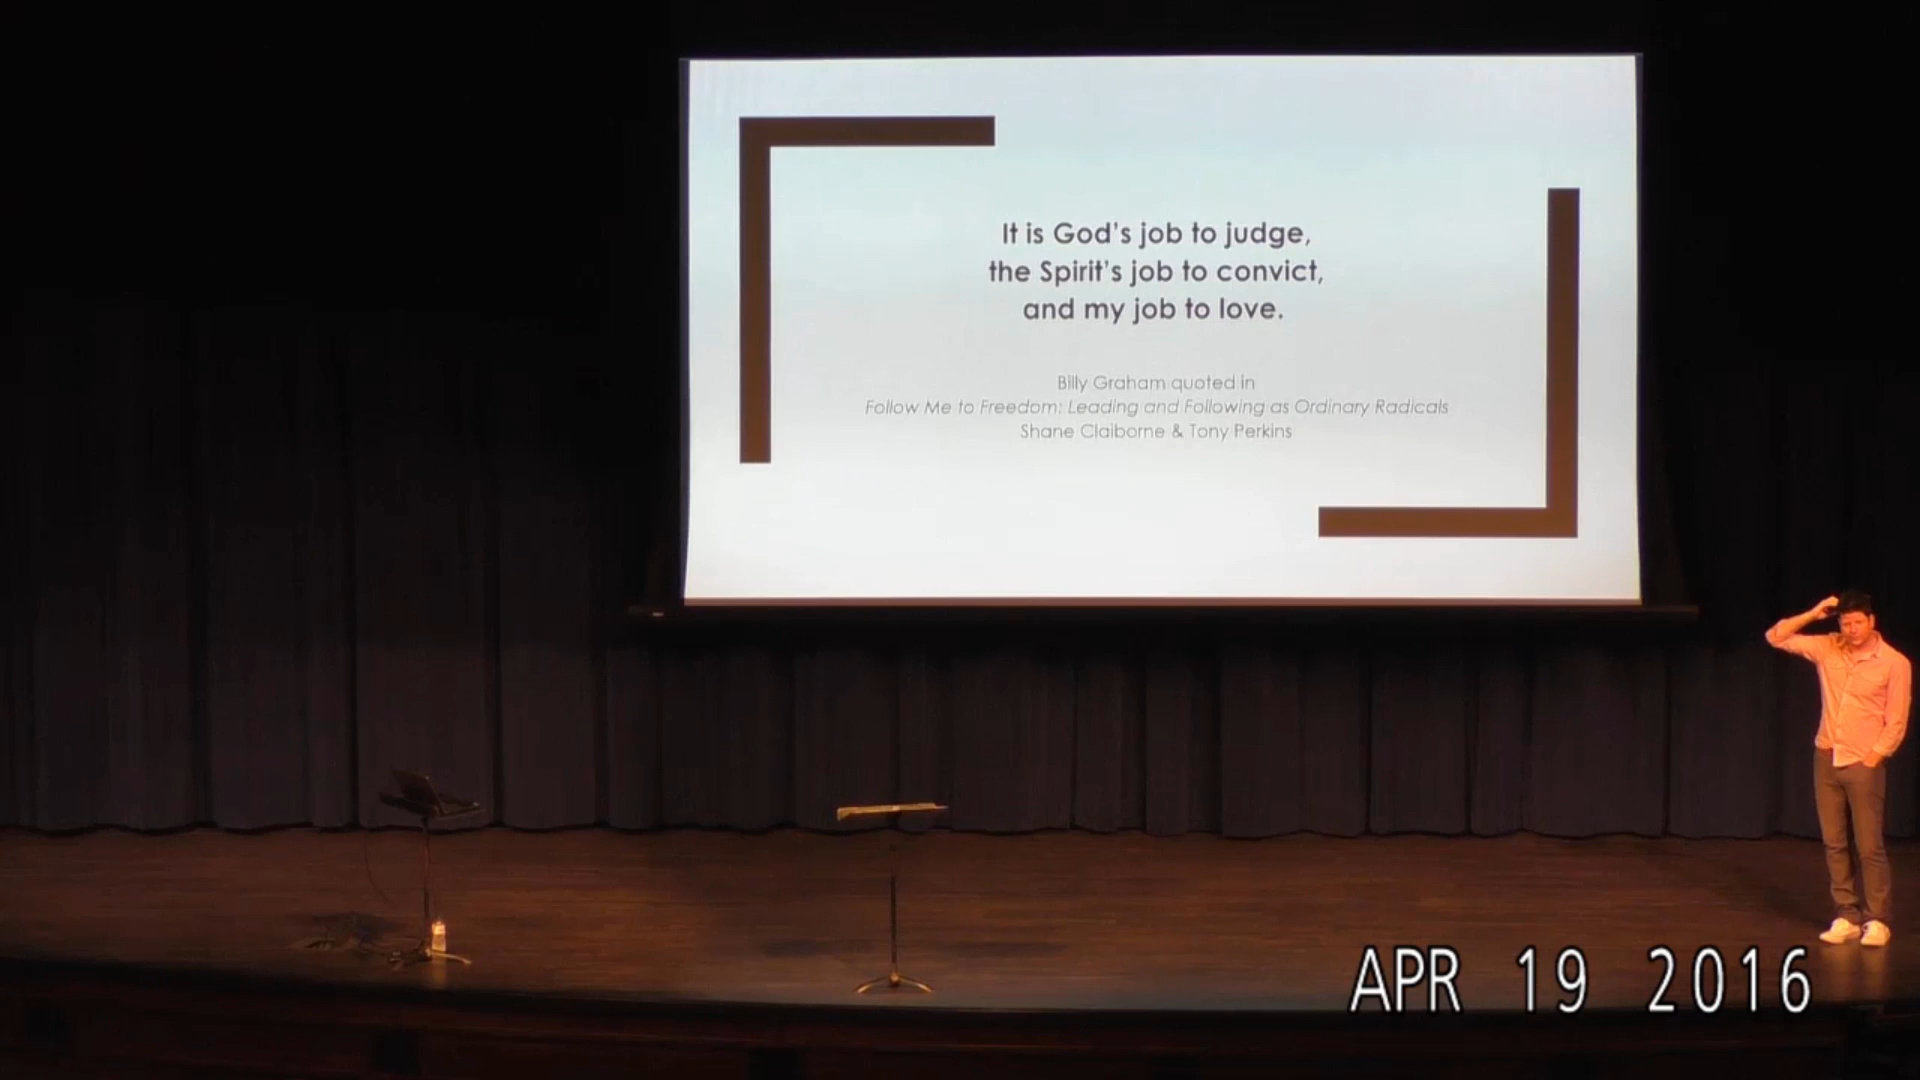 It is God's job to judge,
the Spirit's job to convict,
and my job to love.
Billy Graham quoted in
Follow Me to Freedom: Leading and Following as Ordinary Radicals
Shane Claiborne & Tony Perkins
APR 19 2016